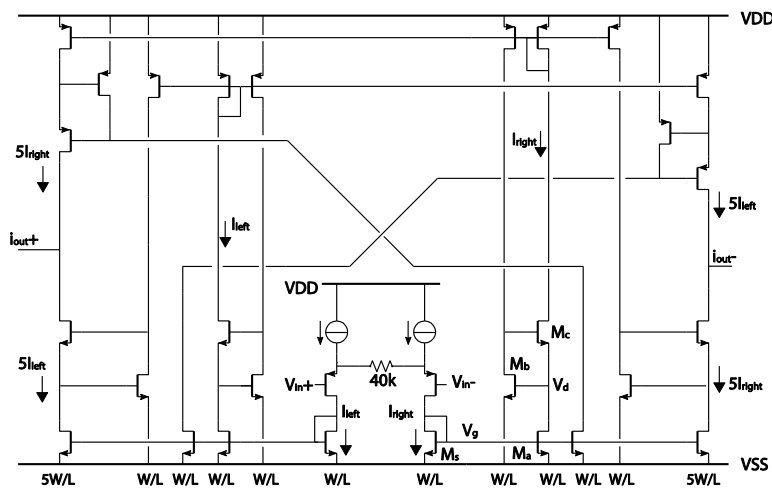 VDD
5Iright
Iright
5Ileft
iout+
Ileft
iout-
VDD
Mc
5Ileft
Vin+
40k
Vin-
Mb
Vd
5Iright
Ileft
Iright
Vg
Ms
Ma
VSS
5W/L W/L W/L W/L W/L W/L W/L W/L W/L W/L W/L 5W/L